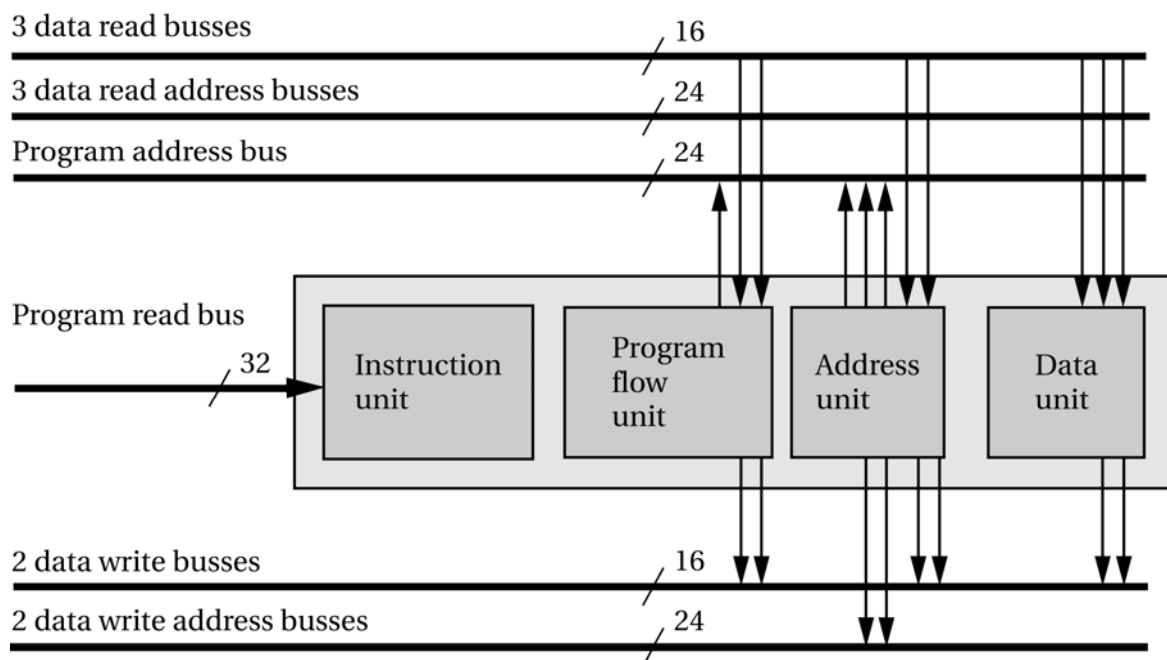 3 data read busses
16
3 data read address busses
24
Program address bus
24
Program read bus
32
Instruction
unit
Program
flow
unit
Address
unit
Data
unit
2 data write busses
16
2 data write address busses
24